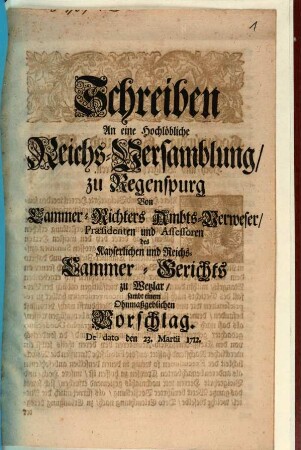 1
Schreiben
An eine Hochlöbliche
Reichs-Versamblung/
zu Regenspurg
Von
Cammer-Richters Ambts-Verweser/
Præsidenten und Assessoren
des
Kayserlichen und Reichs-
Cammer-Gerichts
zu Wetzlar/
sambt einem
Ohnmaßgeblichen
Vorschlag.
De dato den 23. Martii 1712.